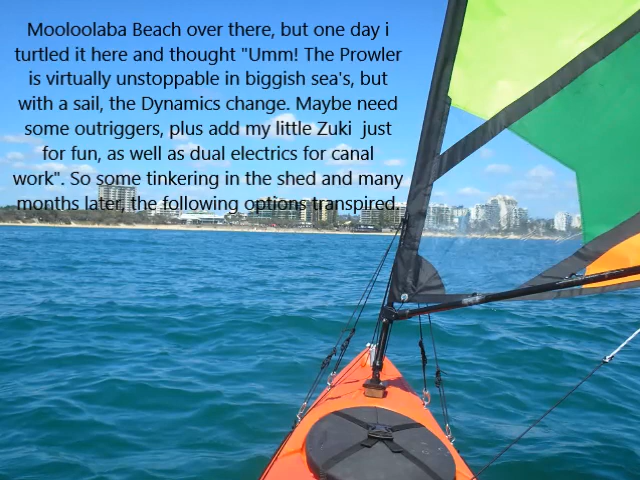 Mooloolaba Beach over there, but one day i
turtled it here and thought "Umm! The Prowler
is virtually unstoppable in biggish sea's, but
with a sail, the Dynamics change. Maybe need
some outriggers, plus add my little Zuki just
for fun, as well as dual electrics for canal
work". So some tinkering in the shed and many
months later, the following options transpired.